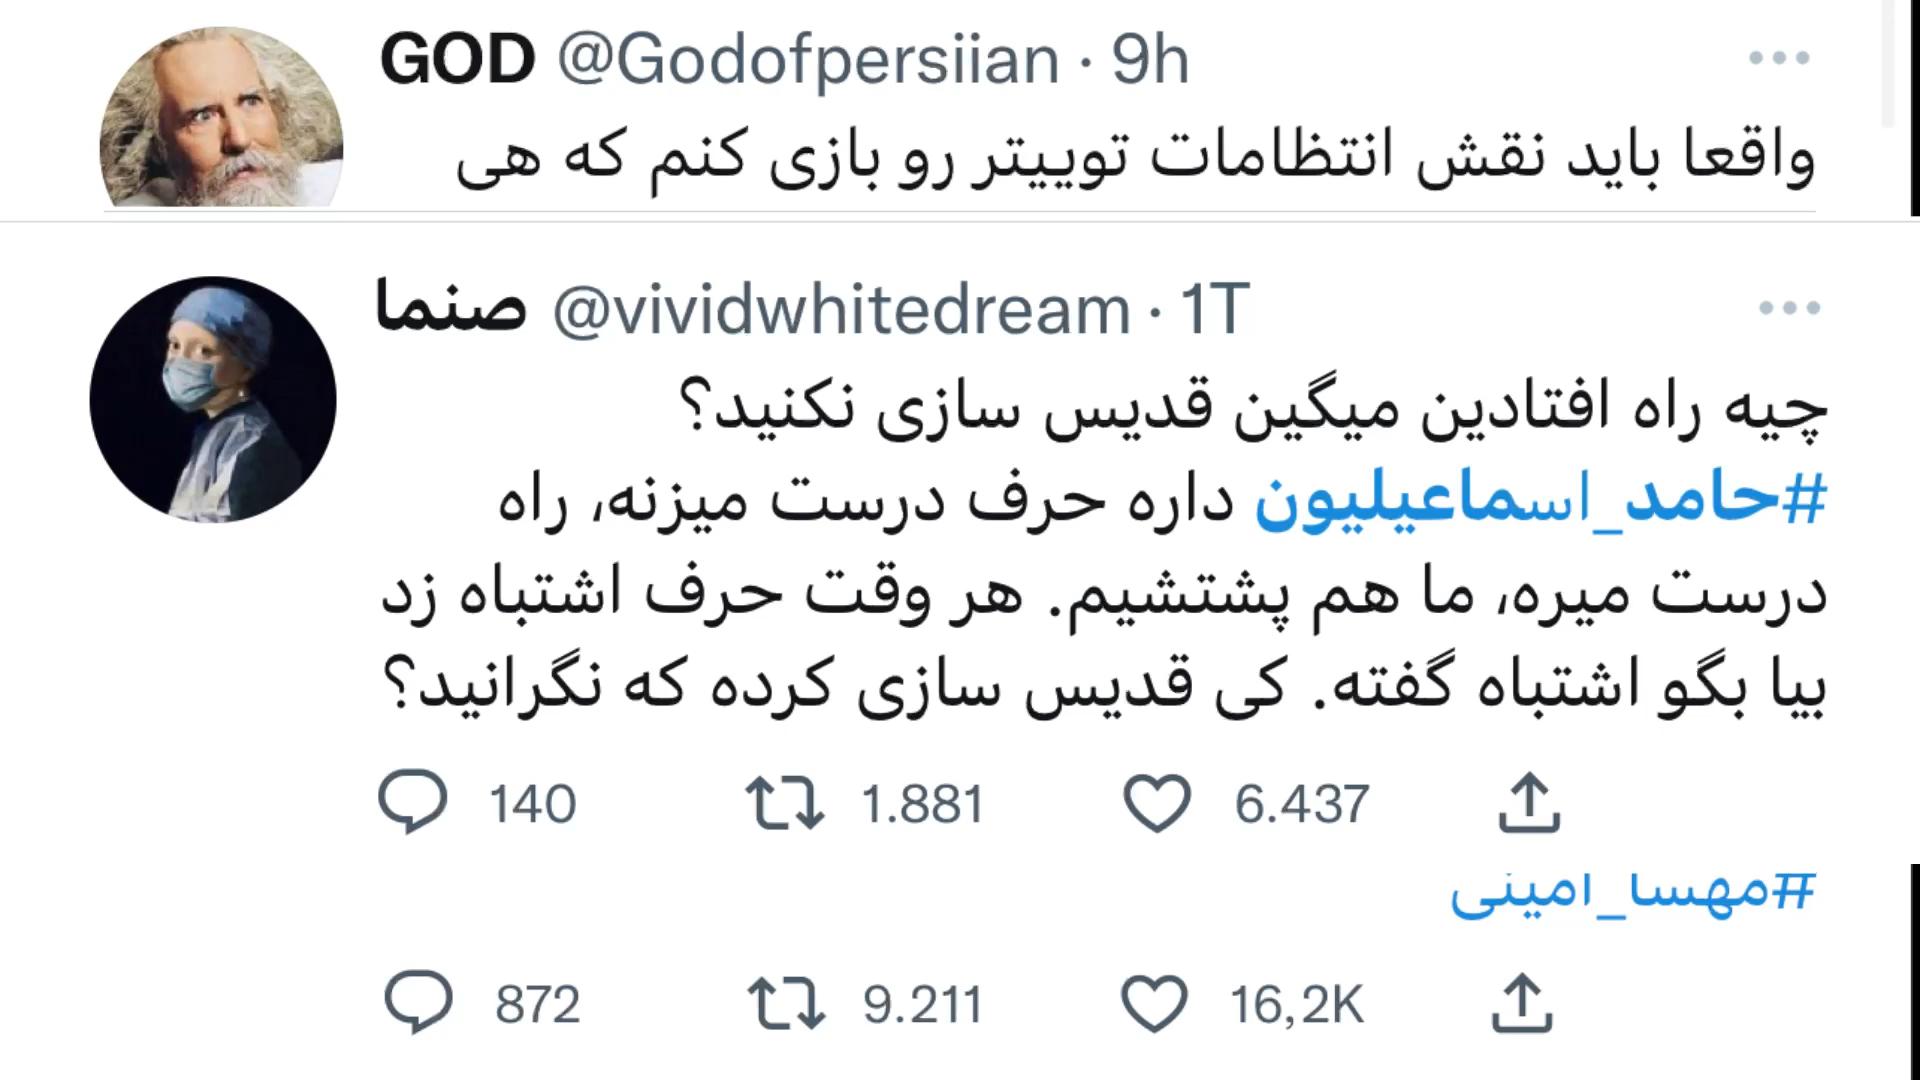 GOD @Godofpersiian · 9h
واقعا باید نقش انتظامات توییتر رو بازی کنم که هی
صنما @vividwhitedream · 1T
چیه راه افتادین میگین قدیس سازی نکنید؟
#حامد_اسماعیلیون داره حرف درست میزنه، راه
درست میره، ما هم پشتشیم. هر وقت حرف اشتباه زد
بیا بگو اشتباه گفته. کی قدیس سازی کرده که نگرانید؟
140 1.881 6.437
#مهسا_امینی
872 9.211 16,2K